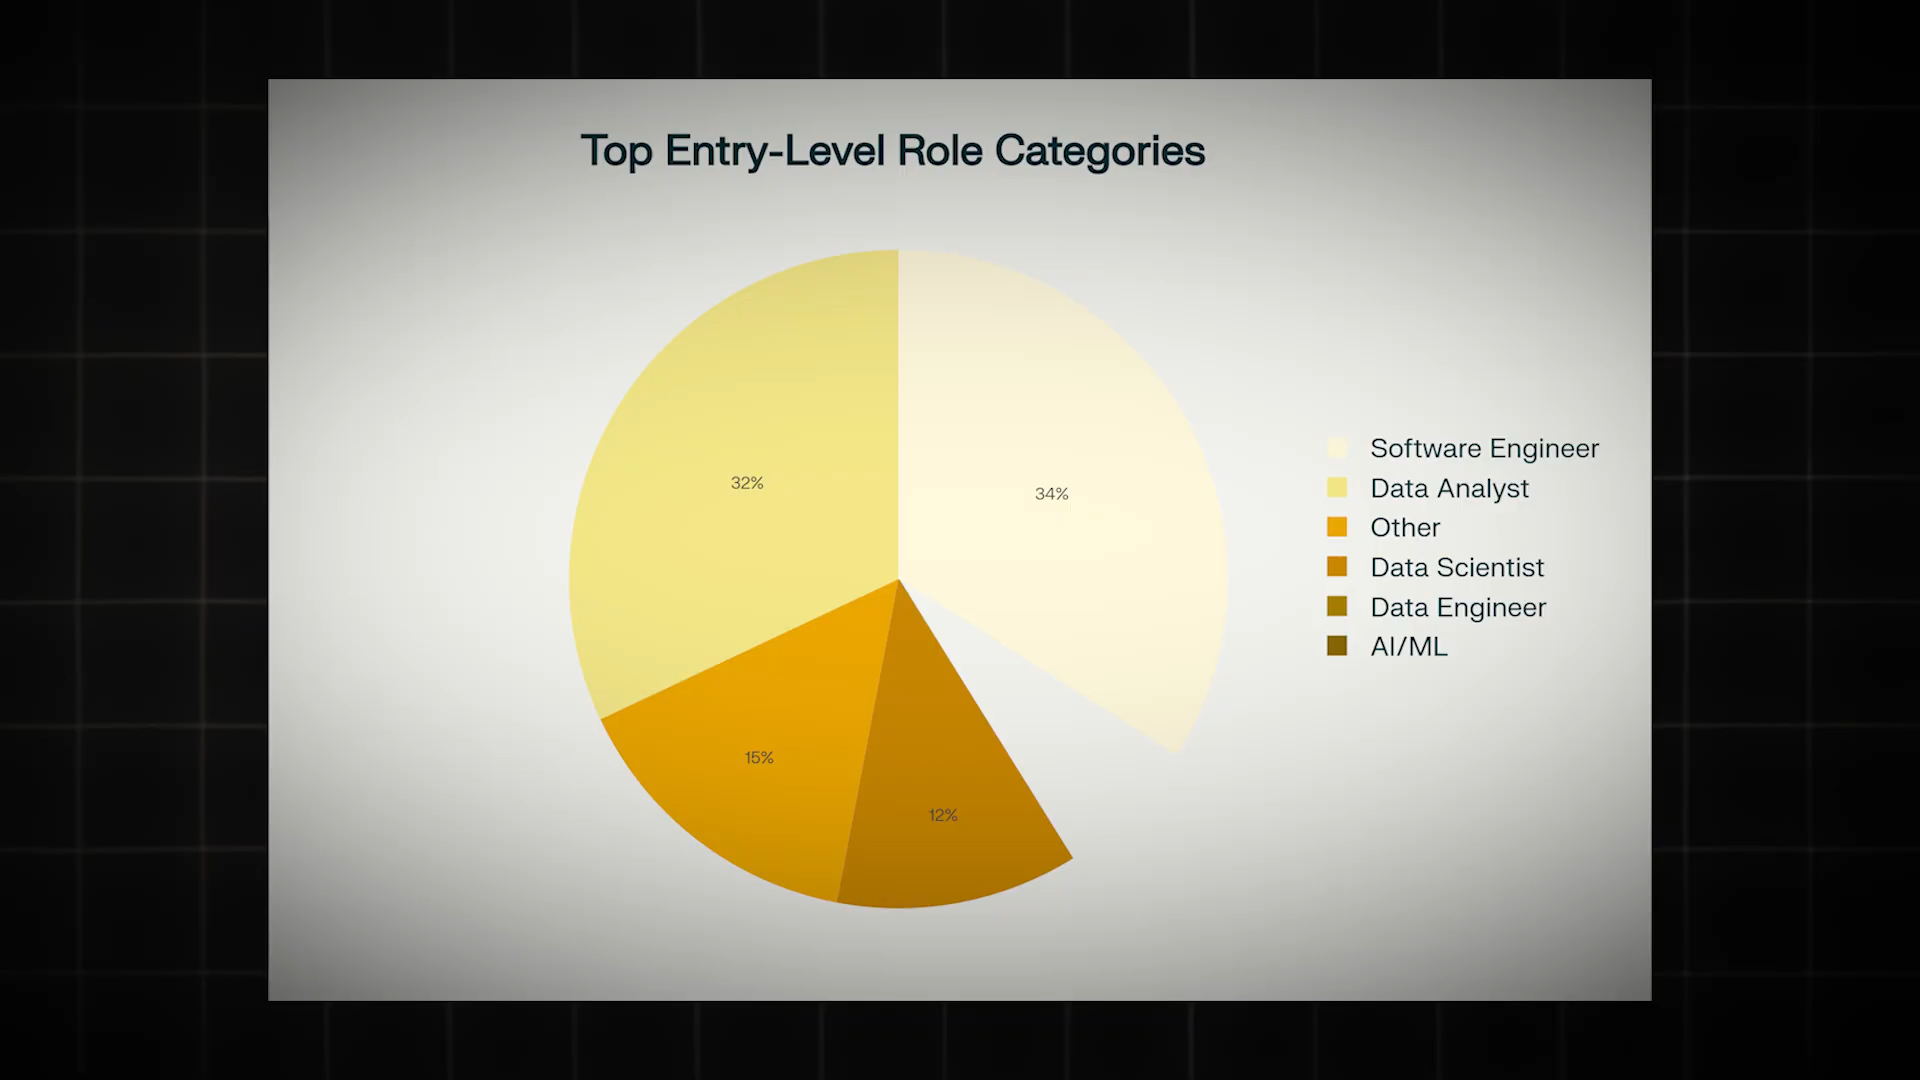 Top Entry-Level Role Categories
32%
34%
15%
12%
Software Engineer
Data Analyst
Other
Data Scientist
Data Engineer
AI/ML